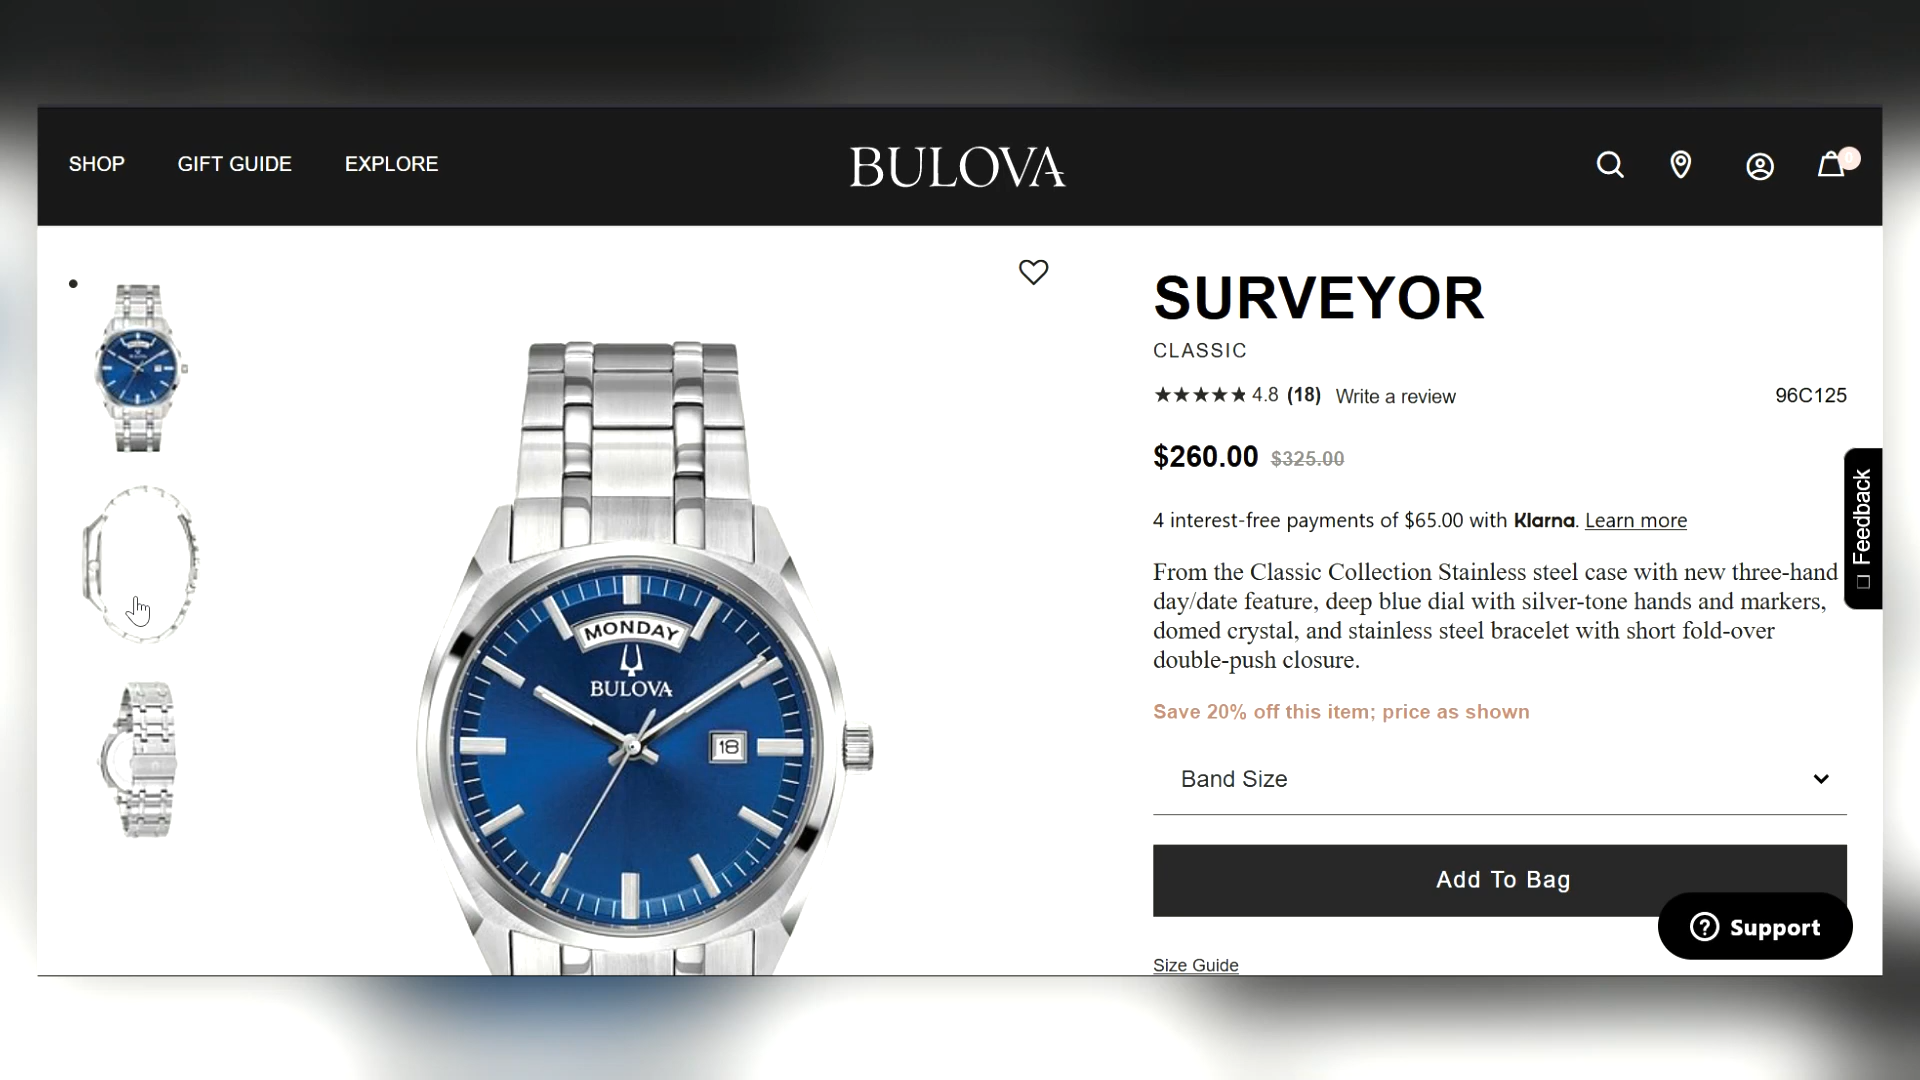 SHOP GIFT GUIDE EXPLORE BULOVA 0
SURVEYOR
CLASSIC
4.8 (18) Write a review 96C125
$260.00 $325.00
4 interest-free payments of $65.00 with Klarna. Learn more
From the Classic Collection Stainless steel case with new three-hand
day/date feature, deep blue dial with silver-tone hands and markers,
domed crystal, and stainless steel bracelet with short fold-over
double-push closure.
Save 20% off this item; price as shown
Band Size
Add To Bag
Support
Size Guide
Feedback
MONDAY
BULOVA
18